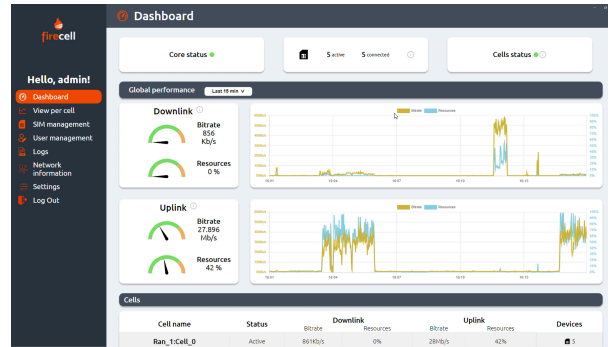 Dashboard
firecell
Hello, admin!
Dashboard
View per cell
SIM management
User management
Logs
Network
information
Settings
Log Out
Core status
5 active 5 connected
Cells status
Global performance Last 15 min v
Downlink
Bitrate
856
Kb/s
Resources
0 %
Bitrate Resources
Uplink
Bitrate
27.896
Mb/s
Resources
42 %
Bitrate Resources
Cells
Cell name Status Downlink Uplink Devices
Bitrate Resources Bitrate Resources
Ran_1:Cell_0 Active 861Kb/s 0% 28Mb/s 42% 5